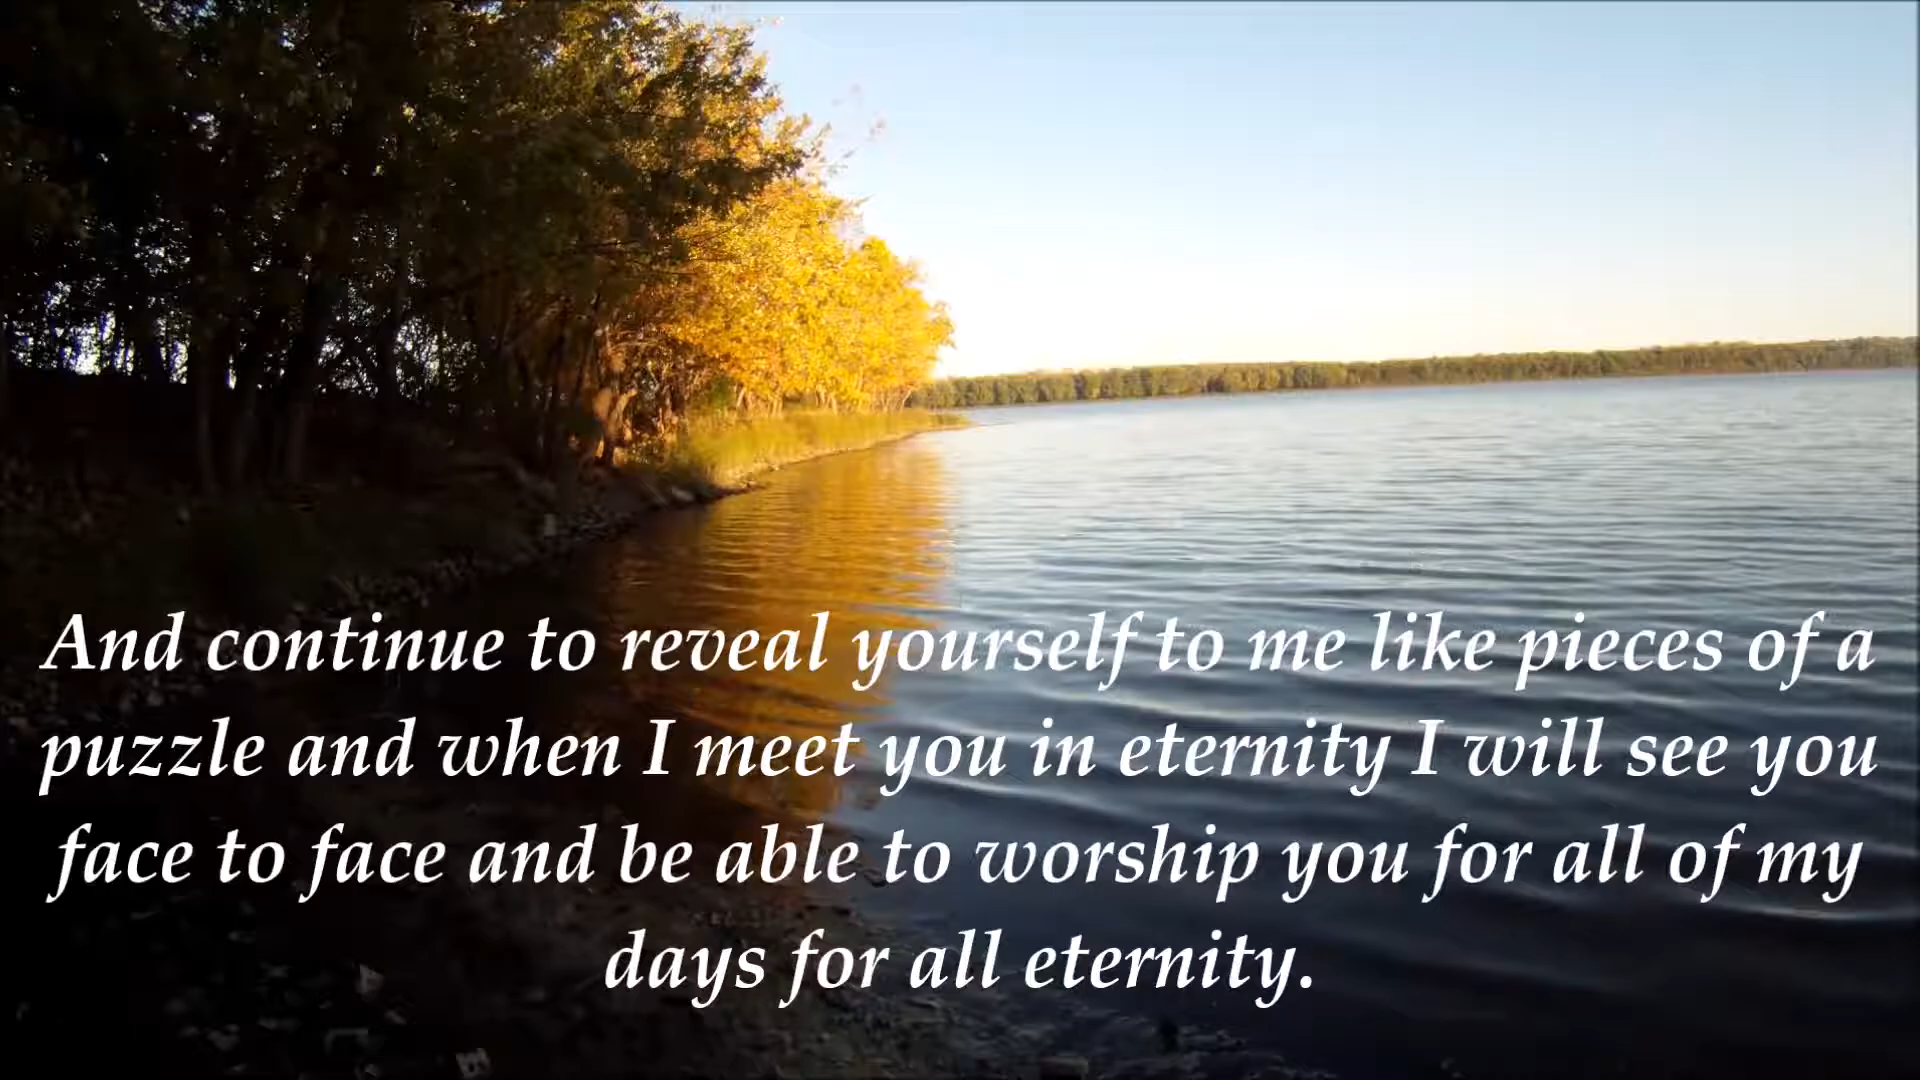 And continue to reveal yourself to me like pieces of a
puzzle and when I meet you in eternity I will see you
face to face and be able to worship you for all of my
days for all eternity.